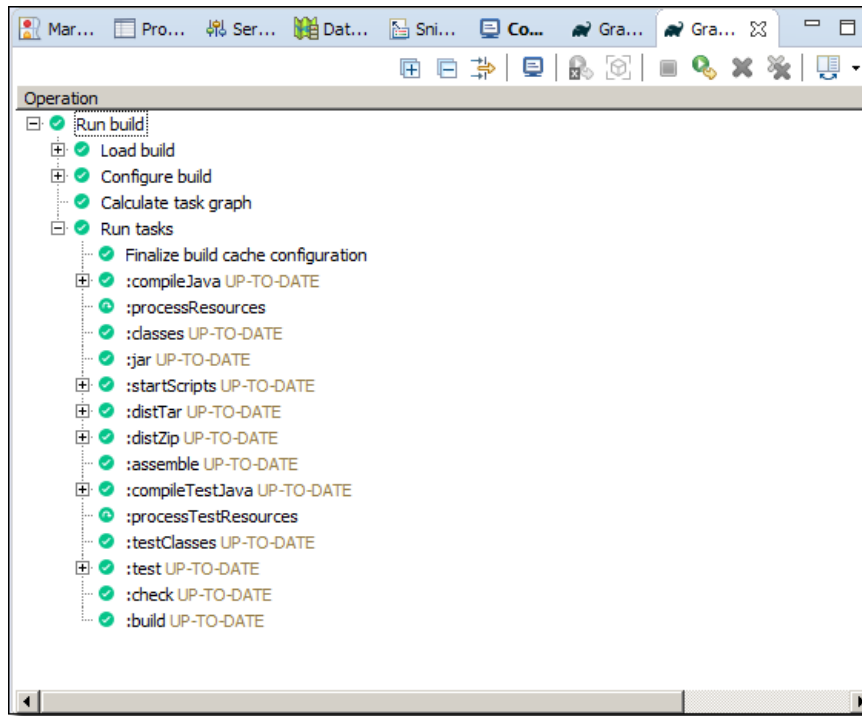 Mar... Pro... Ser... Dat... Sni... Co... Gra... Gra...
Operation
Run build
Load build
Configure build
Calculate task graph
Run tasks
Finalize build cache configuration
:compileJava UP-TO-DATE
:processResources
:classes UP-TO-DATE
:jar UP-TO-DATE
:startScripts UP-TO-DATE
:distTar UP-TO-DATE
:distZip UP-TO-DATE
:assemble UP-TO-DATE
:compileTestJava UP-TO-DATE
:processTestResources
:testClasses UP-TO-DATE
:test UP-TO-DATE
:check UP-TO-DATE
:build UP-TO-DATE